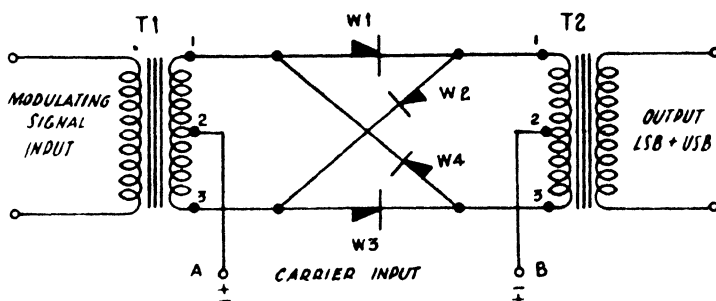 T1
1
W1
1
T2
MODULATING
SIGNAL
INPUT
2
W2
2
OUTPUT
LSB + USB
W4
3
W3
3
A
CARRIER INPUT
B
+
−
−
+